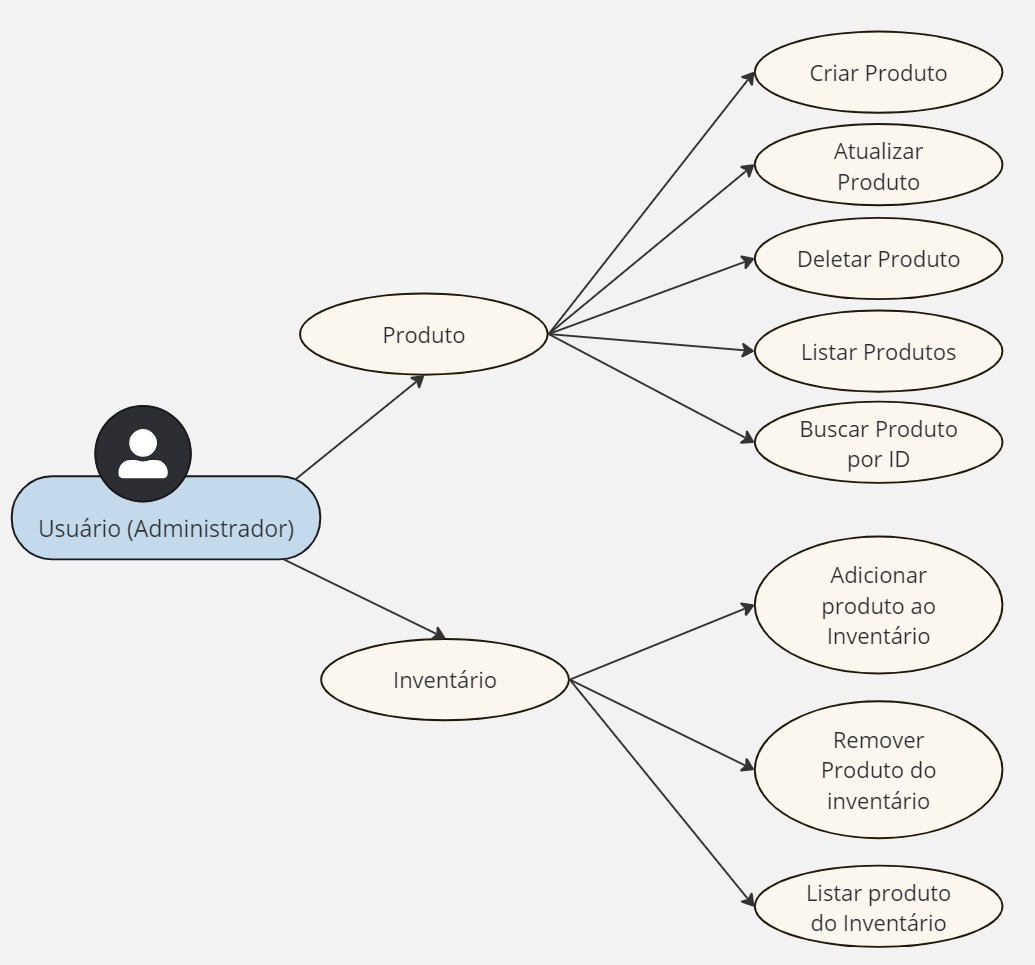 Criar Produto
Atualizar
Produto
Deletar Produto
Produto
Listar Produtos
Buscar Produto
por ID
Usuário (Administrador)
Adicionar
produto ao
Inventário
Inventário
Remover
Produto do
inventário
Listar produto
do Inventário